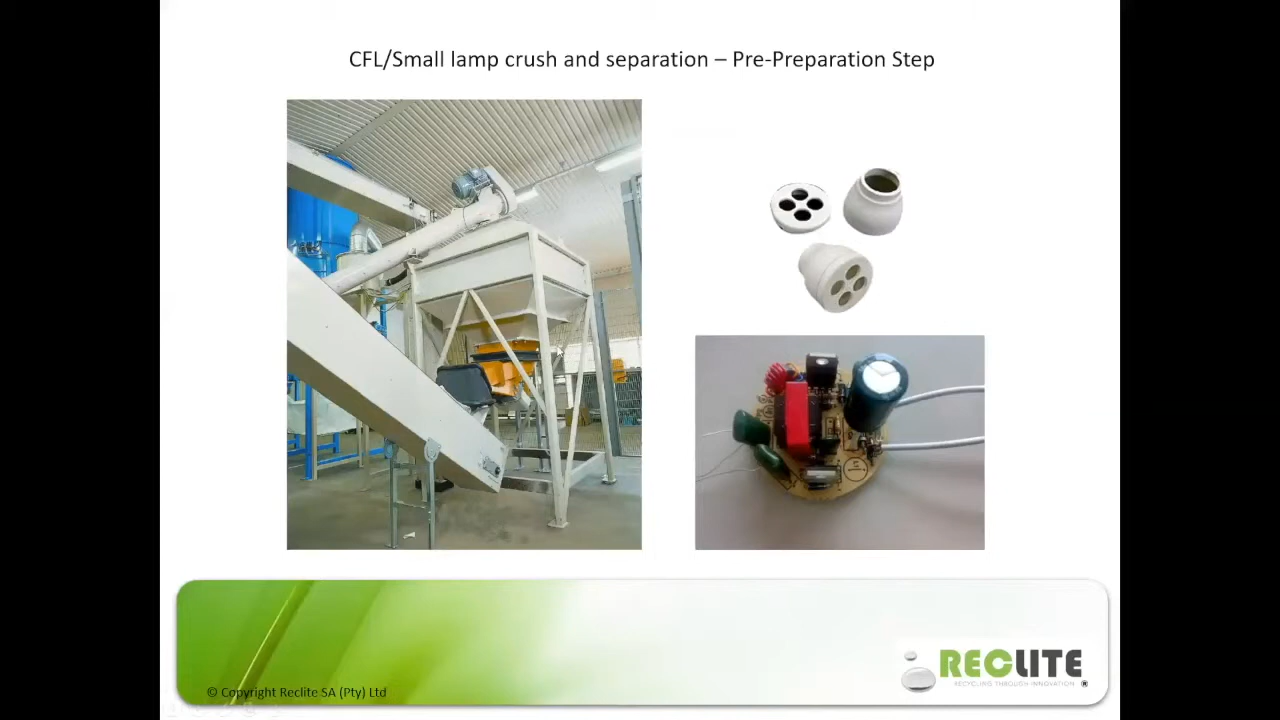 CFL/Small lamp crush and separation – Pre-Preparation Step
RECLITE
RECYCLING THROUGH INNOVATION ®
© Copyright Reclite SA (Pty) Ltd